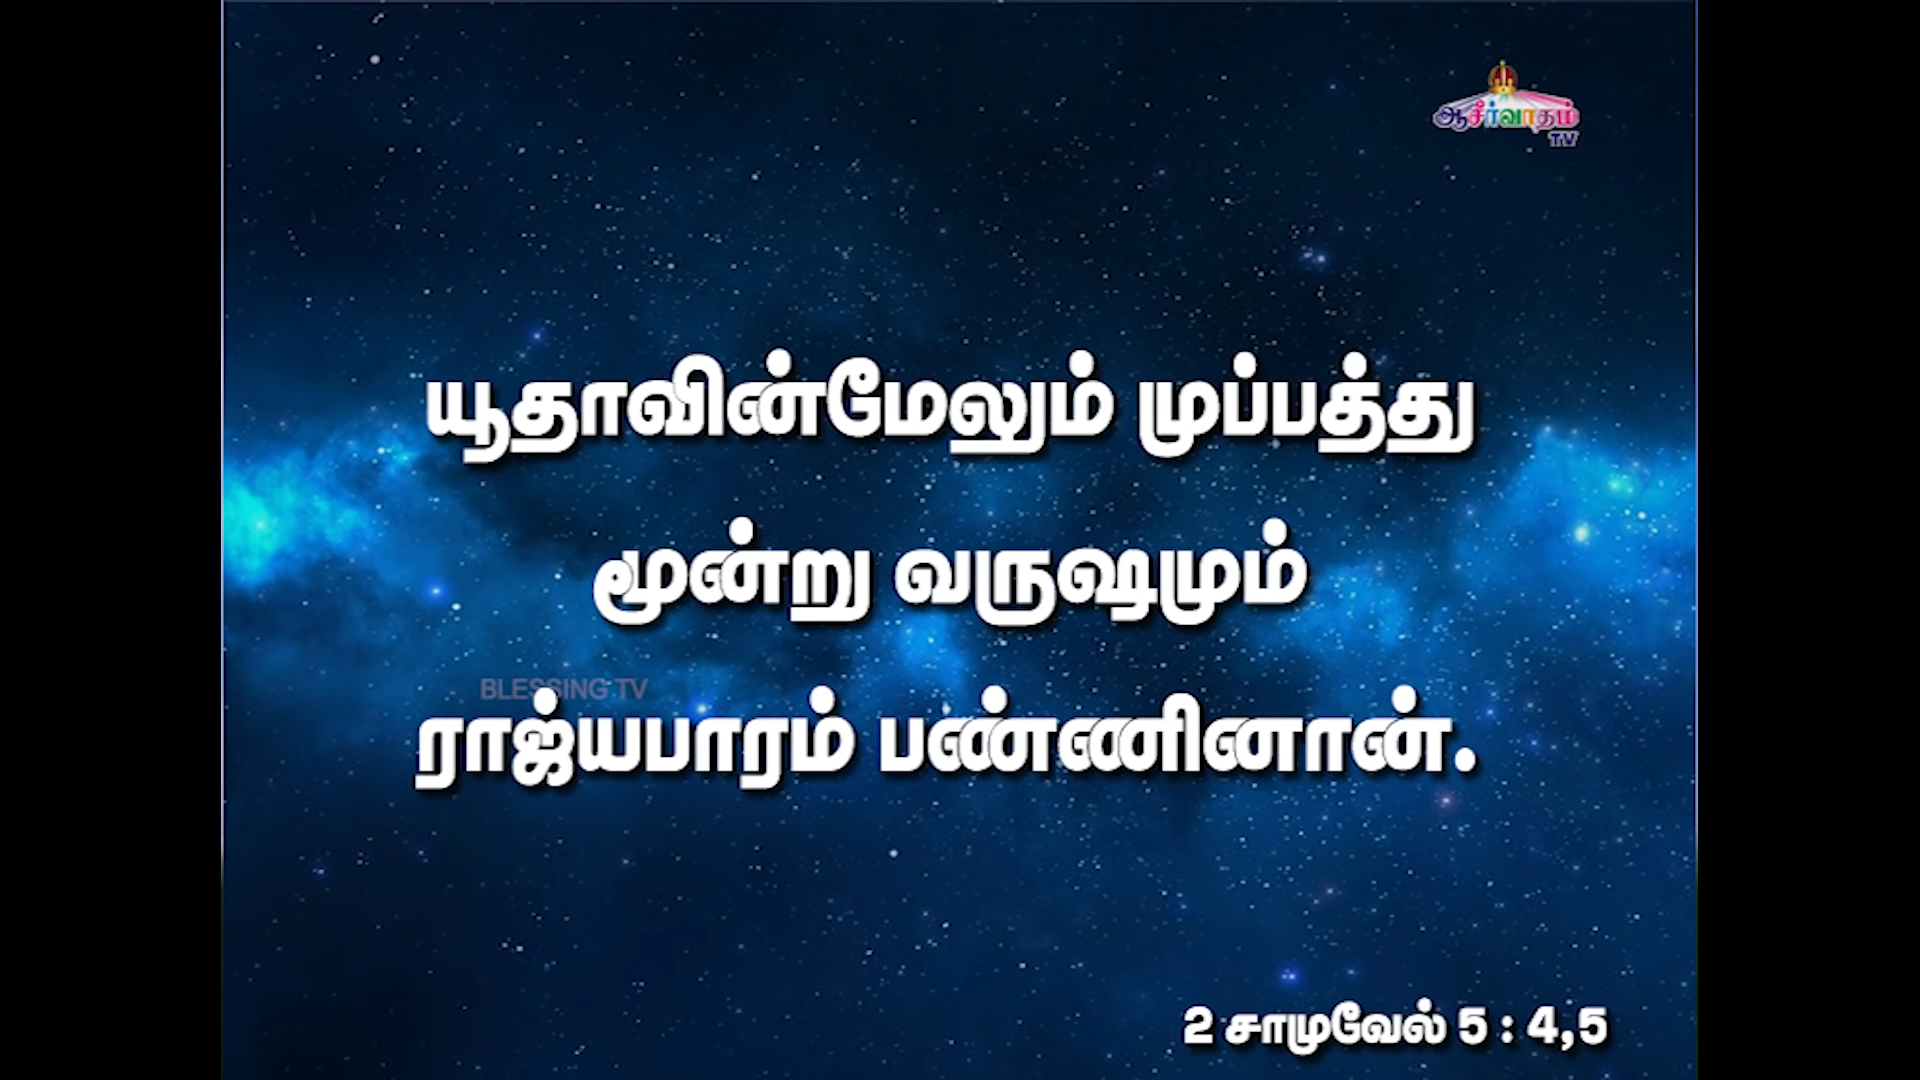 ஆசீர்வாதம்
TV
யூதாவின்மேலும் முப்பத்து
மூன்று வருஷமும்
BLESSING TV
ராஜ்யபாரம் பண்ணினான்.
2 சாமுவேல் 5 : 4,5